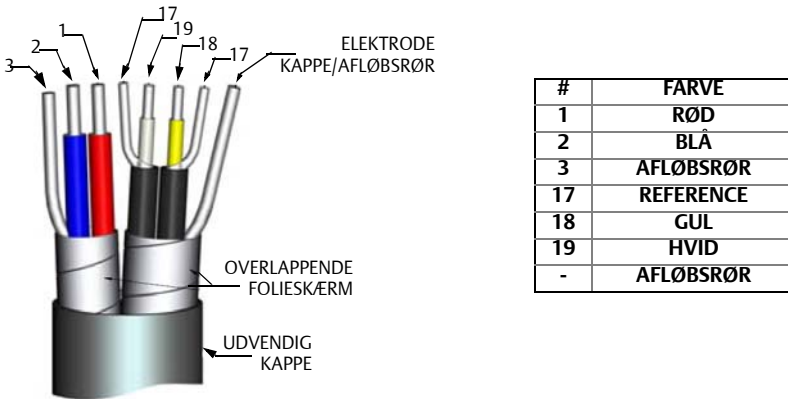 17
19
1
18
2
17
3
ELEKTRODE
KAPPE/AFLØBSRØR
OVERLAPPENDE
FOLIESKÆRM
UDVENDIG
KAPPE
# FARVE
1 RØD
2 BLÅ
3 AFLØBSRØR
17 REFERENCE
18 GUL
19 HVID
- AFLØBSRØR